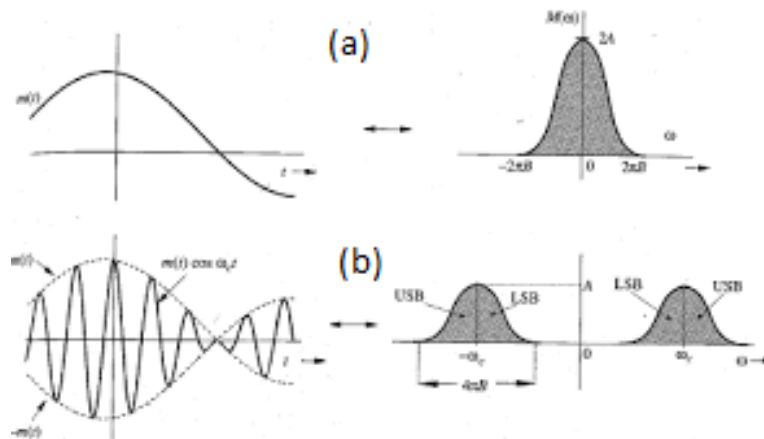 (a)
M(ω)
2A
m(t)
t
ω
−2πB 0 2πB
(b)
m(t)
m(t) cos ω_c t
USB LSB A LSB USB
t
−ω_c 0 ω_c ω
4πB
−m(t)